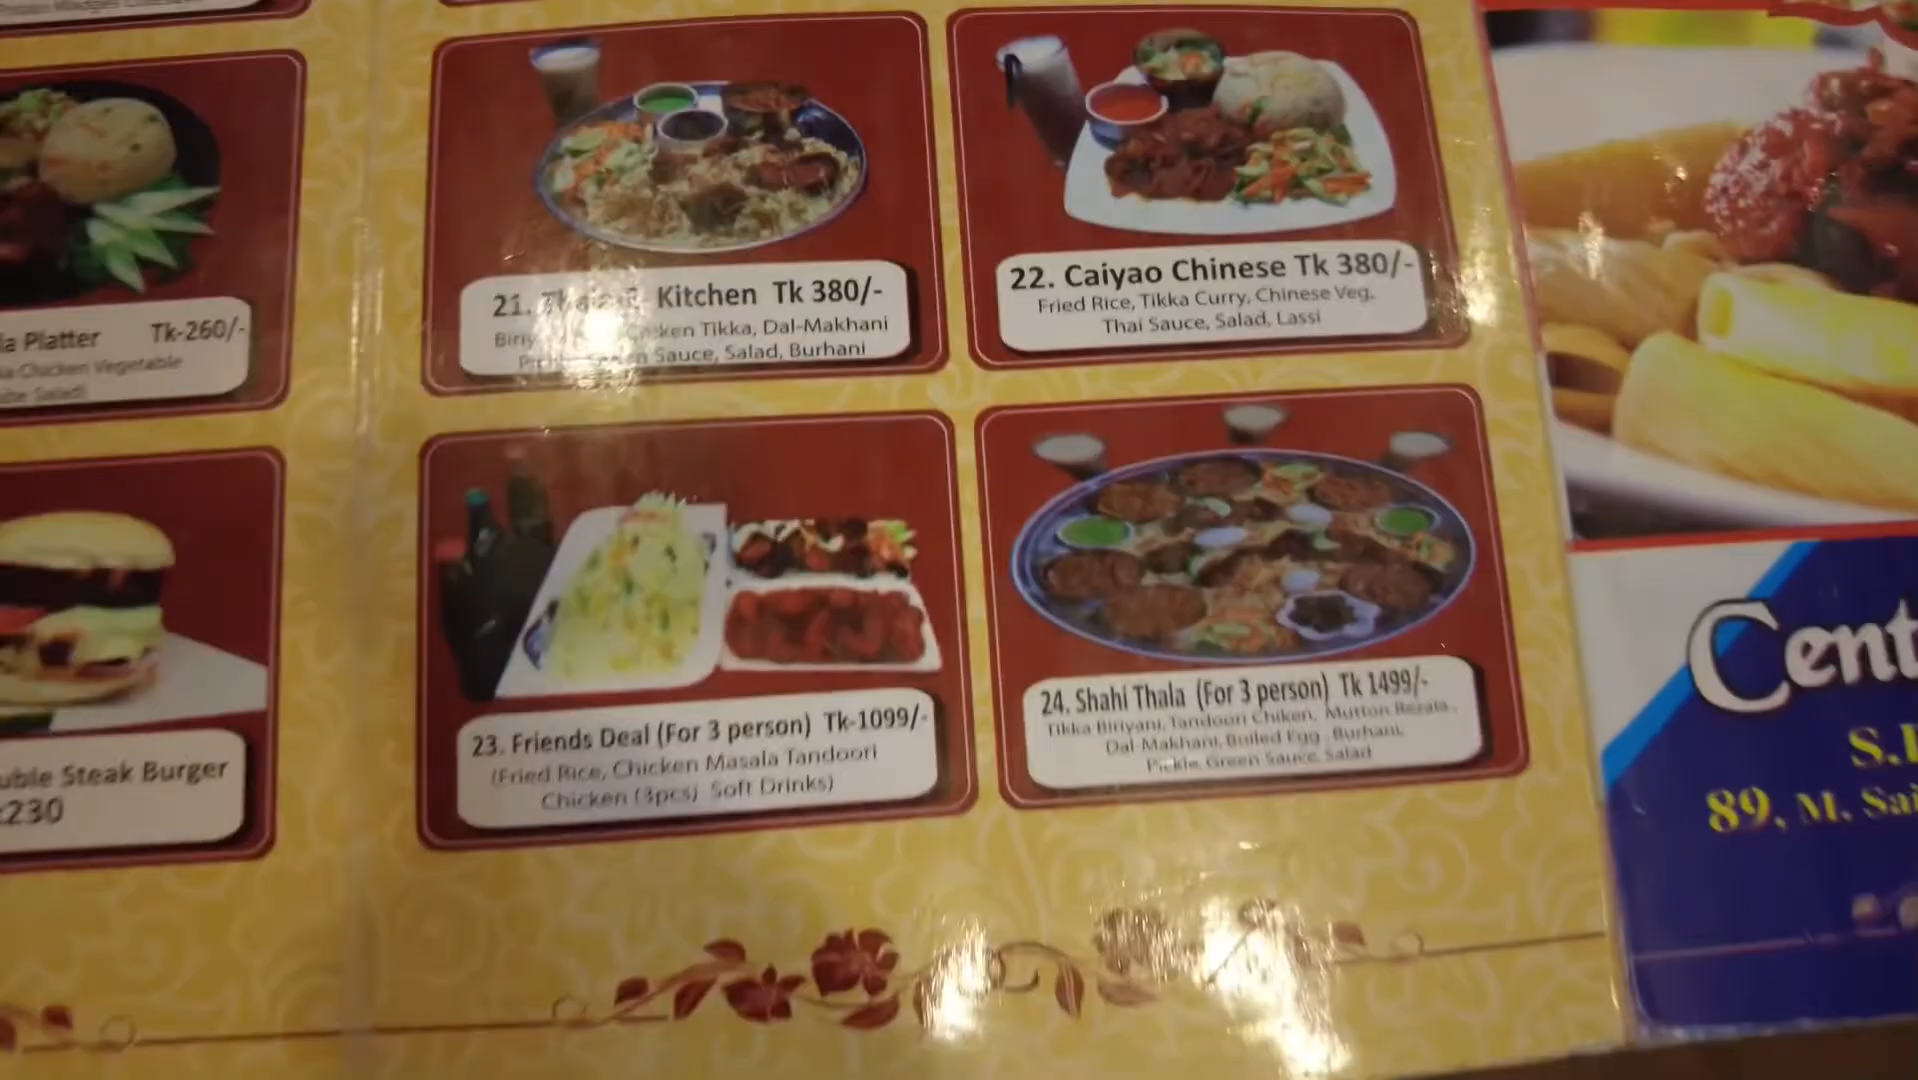 la Platter Tk-260/-
Chicken Vegetable
21. Kitchen Tk 380/-
Chicken Tikka, Dal-Makhani
Sauce, Salad, Burhani
22. Caiyao Chinese Tk 380/-
Fried Rice, Tikka Curry, Chinese Veg,
Thai Sauce, Salad, Lassi
uble Steak Burger
230
23. Friends Deal (For 3 person) Tk-1099/-
(Fried Rice, Chicken Masala Tandoori
Chicken (3pcs) Soft Drinks)
24. Shahi Thala (For 3 person) Tk 1499/-
Tikka Biriyani, Tandoori Chiken, Mutton Rezala,
Dal-Makhani, Boiled Egg, Burhani,
Pickle, Green Sauce, Salad
Cent
S.
89, M. Sai